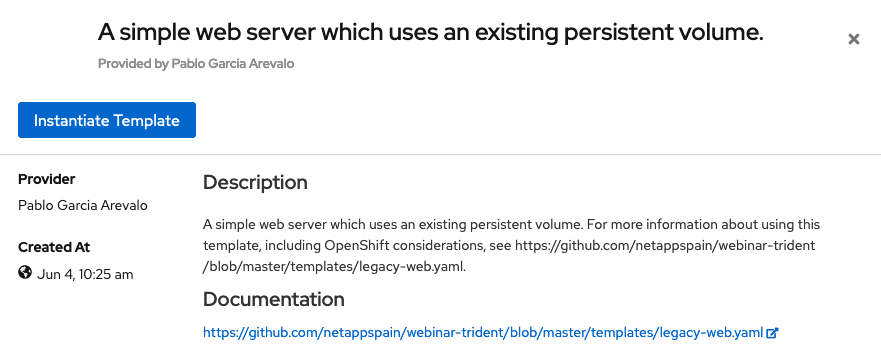 A simple web server which uses an existing persistent volume.
Provided by Pablo Garcia Arevalo
Instantiate Template
Provider
Pablo Garcia Arevalo
Created At
Jun 4, 10:25 am
Description
A simple web server which uses an existing persistent volume. For more information about using this
template, including OpenShift considerations, see https://github.com/netappspain/webinar-trident
/blob/master/templates/legacy-web.yaml.
Documentation
https://github.com/netappspain/webinar-trident/blob/master/templates/legacy-web.yaml